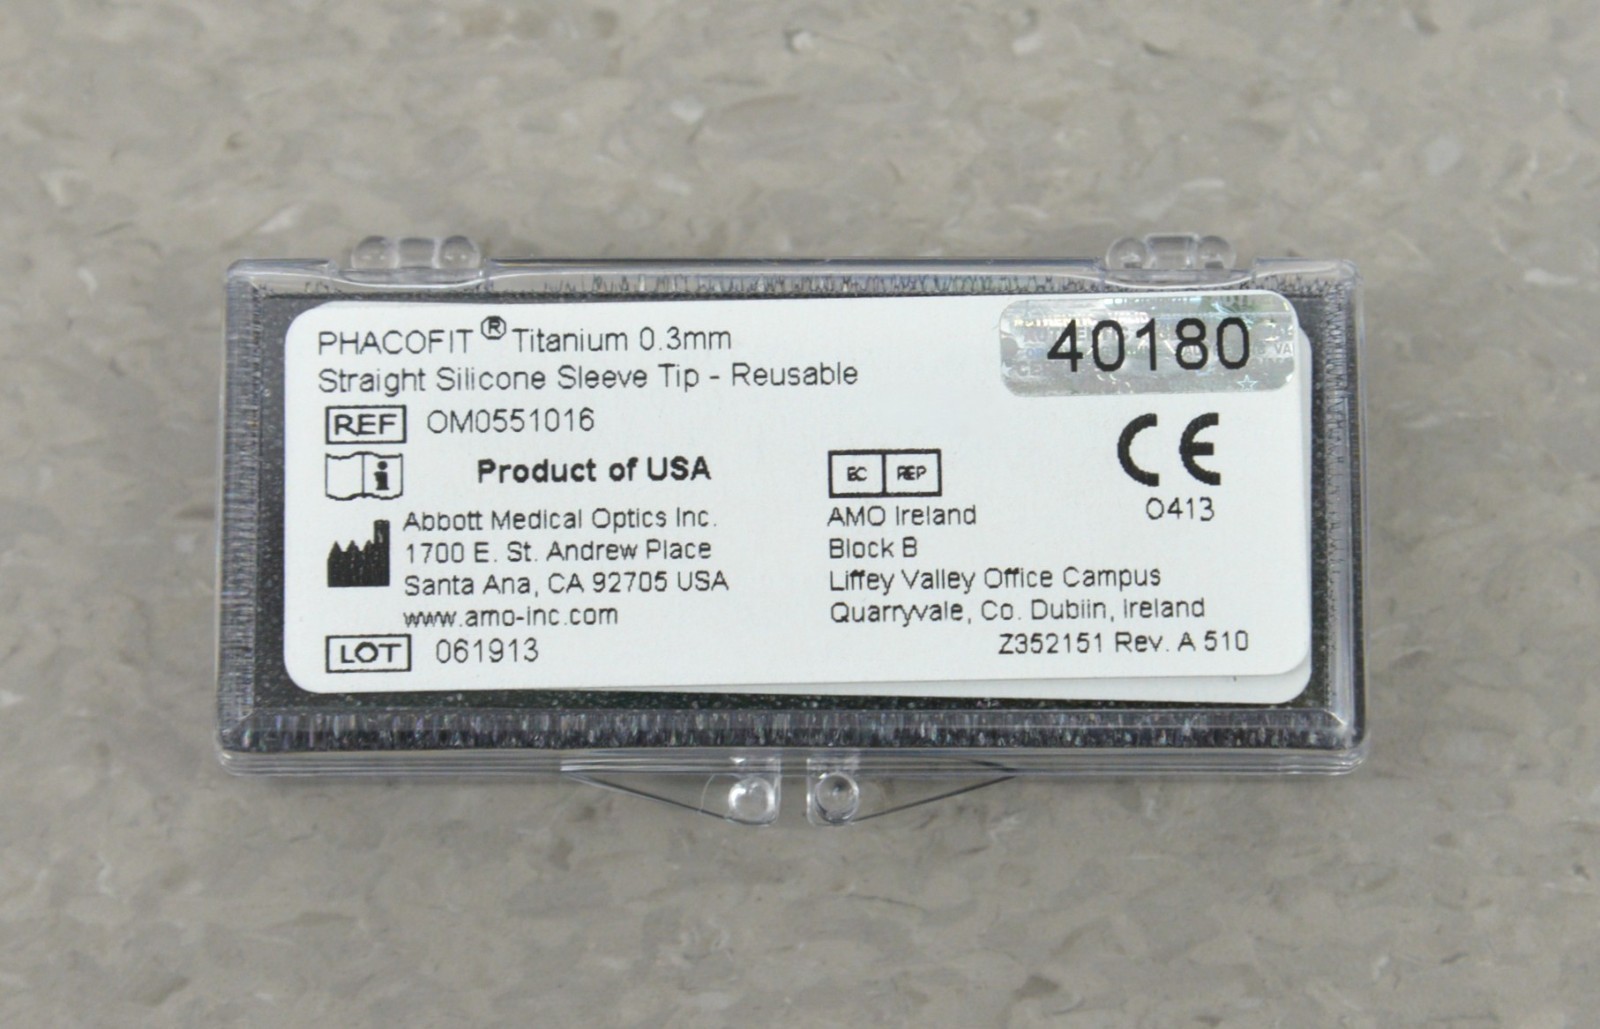 PHACOFIT® Titanium 0.3mm
Straight Silicone Sleeve Tip - Reusable
40180
REF OM0551016
Product of USA
Abbott Medical Optics Inc.
1700 E. St. Andrew Place
Santa Ana, CA 92705 USA
www.amo-inc.com
LOT 061913
CE
0413
EC REP
AMO Ireland
Block B
Liffey Valley Office Campus
Quarryvale, Co. Dublin, Ireland
Z352151 Rev. A 510